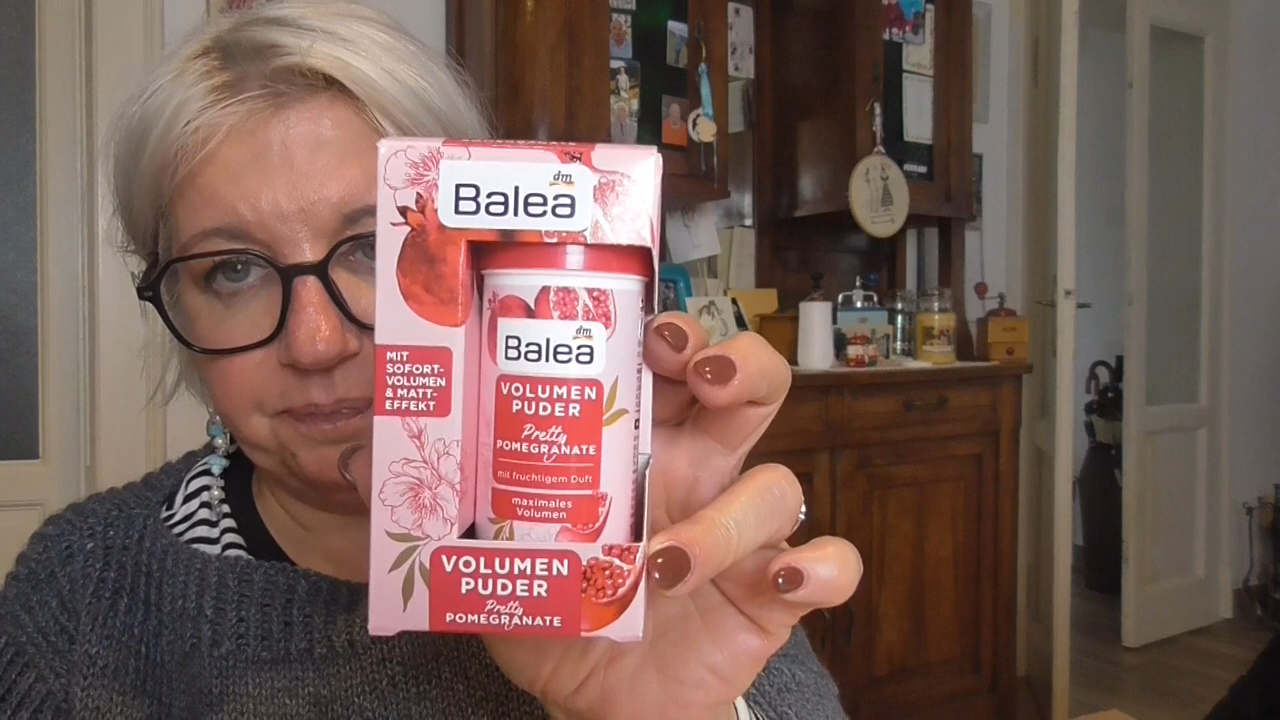 dm
Balea
MIT
SOFORT-
VOLUMEN
& MATT-
EFFEKT
dm
Balea
VOLUMEN
PUDER
Pretty
POMEGRANATE
mit fruchtigem Duft
maximales
Volumen
VOLUMEN
PUDER
Pretty
POMEGRANATE